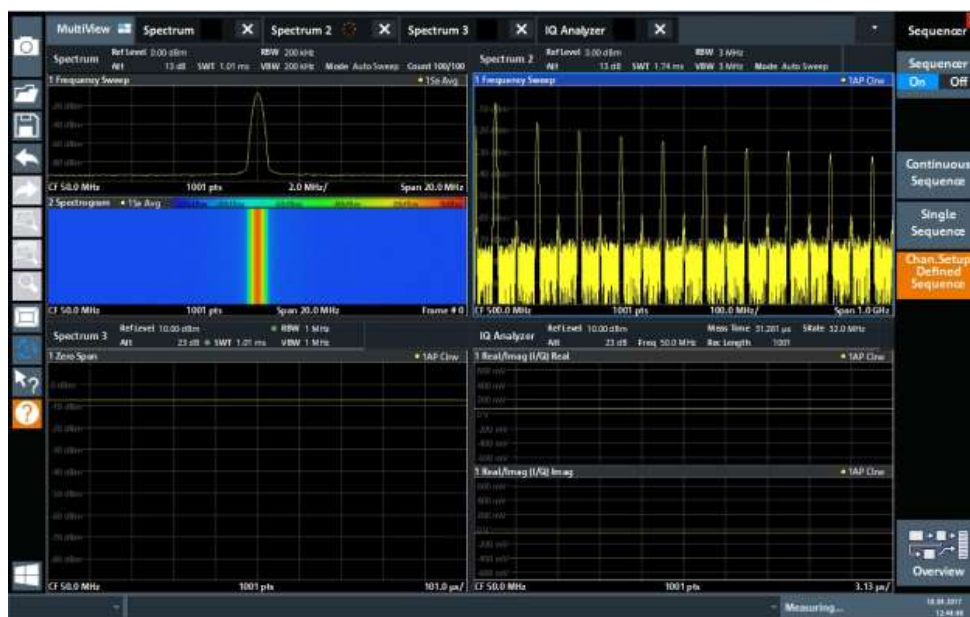 MultiView
Spectrum
Spectrum 2
Spectrum 3
IQ Analyzer
Sequencer
Spectrum
Ref Level 0.00 dBm
RBW 200 kHz
Att 13 dB SWT 1.01 ms VBW 200 kHz Mode Auto Sweep Count 100/100
1 Frequency Sweep
1Sa Avg
CF 50.0 MHz
1001 pts
2.0 MHz/
Span 20.0 MHz
2 Spectrogram
1Sa Avg
CF 50.0 MHz
1001 pts
Span 20.0 MHz
Frame # 0
Spectrum 2
Ref Level 0.00 dBm
RBW 3 MHz
Att 13 dB SWT 1.74 ms VBW 3 MHz Mode Auto Sweep
1 Frequency Sweep
1AP Clrw
CF 500.0 MHz
1001 pts
100.0 MHz/
Span 1.0 GHz
Spectrum 3
Ref Level 10.00 dBm
RBW 1 MHz
Att 23 dB SWT 1.01 ms VBW 1 MHz
1 Zero Span
1AP Clrw
CF 50.0 MHz
1001 pts
101.0 µs/
IQ Analyzer
Ref Level 10.00 dBm
Meas Time 31.281 µs SRate 32.0 MHz
Att 23 dB Freq 50.0 MHz Rec Length 1001
1 Real/Imag (I/Q) Real
1AP Clrw
1 Real/Imag (I/Q) Imag
1AP Clrw
CF 50.0 MHz
1001 pts
3.13 µs/
Sequencer
On Off
Continuous
Sequence
Single
Sequence
Chan.Setup
Defined
Sequence
Overview
Measuring...